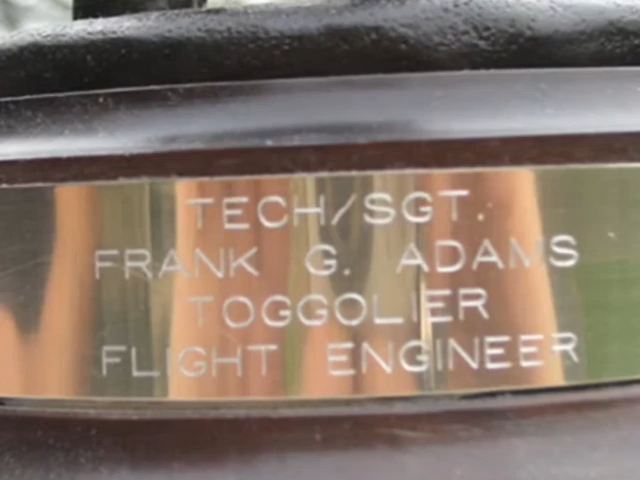 TECH/SGT.
FRANK G. ADAMS
TOGGOLIER
FLIGHT ENGINEER